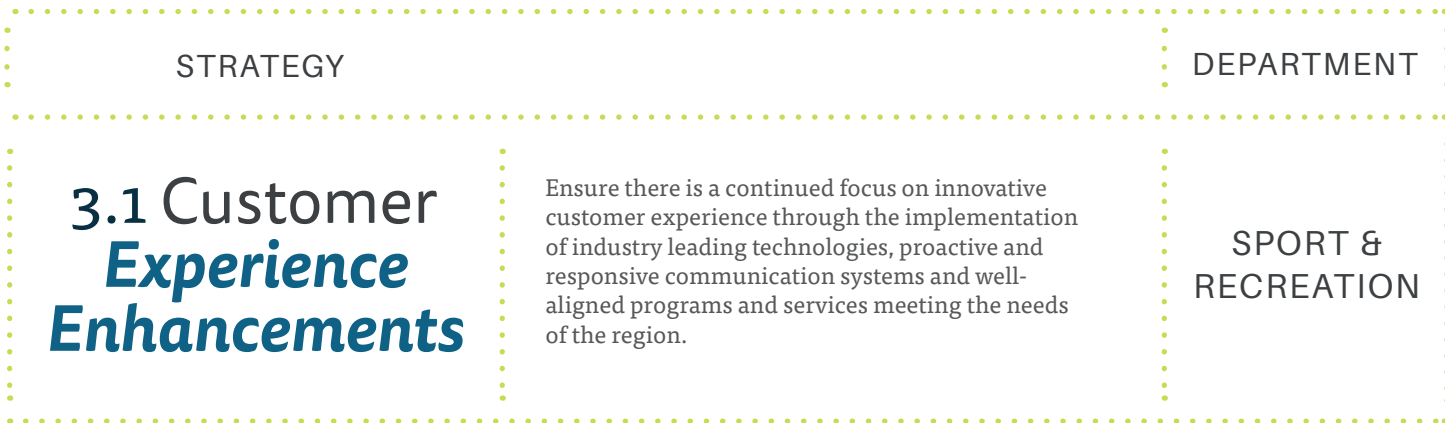 STRATEGY
DEPARTMENT
3.1 Customer
Experience
Enhancements
Ensure there is a continued focus on innovative
customer experience through the implementation
of industry leading technologies, proactive and
responsive communication systems and well-
aligned programs and services meeting the needs
of the region.
SPORT &
RECREATION